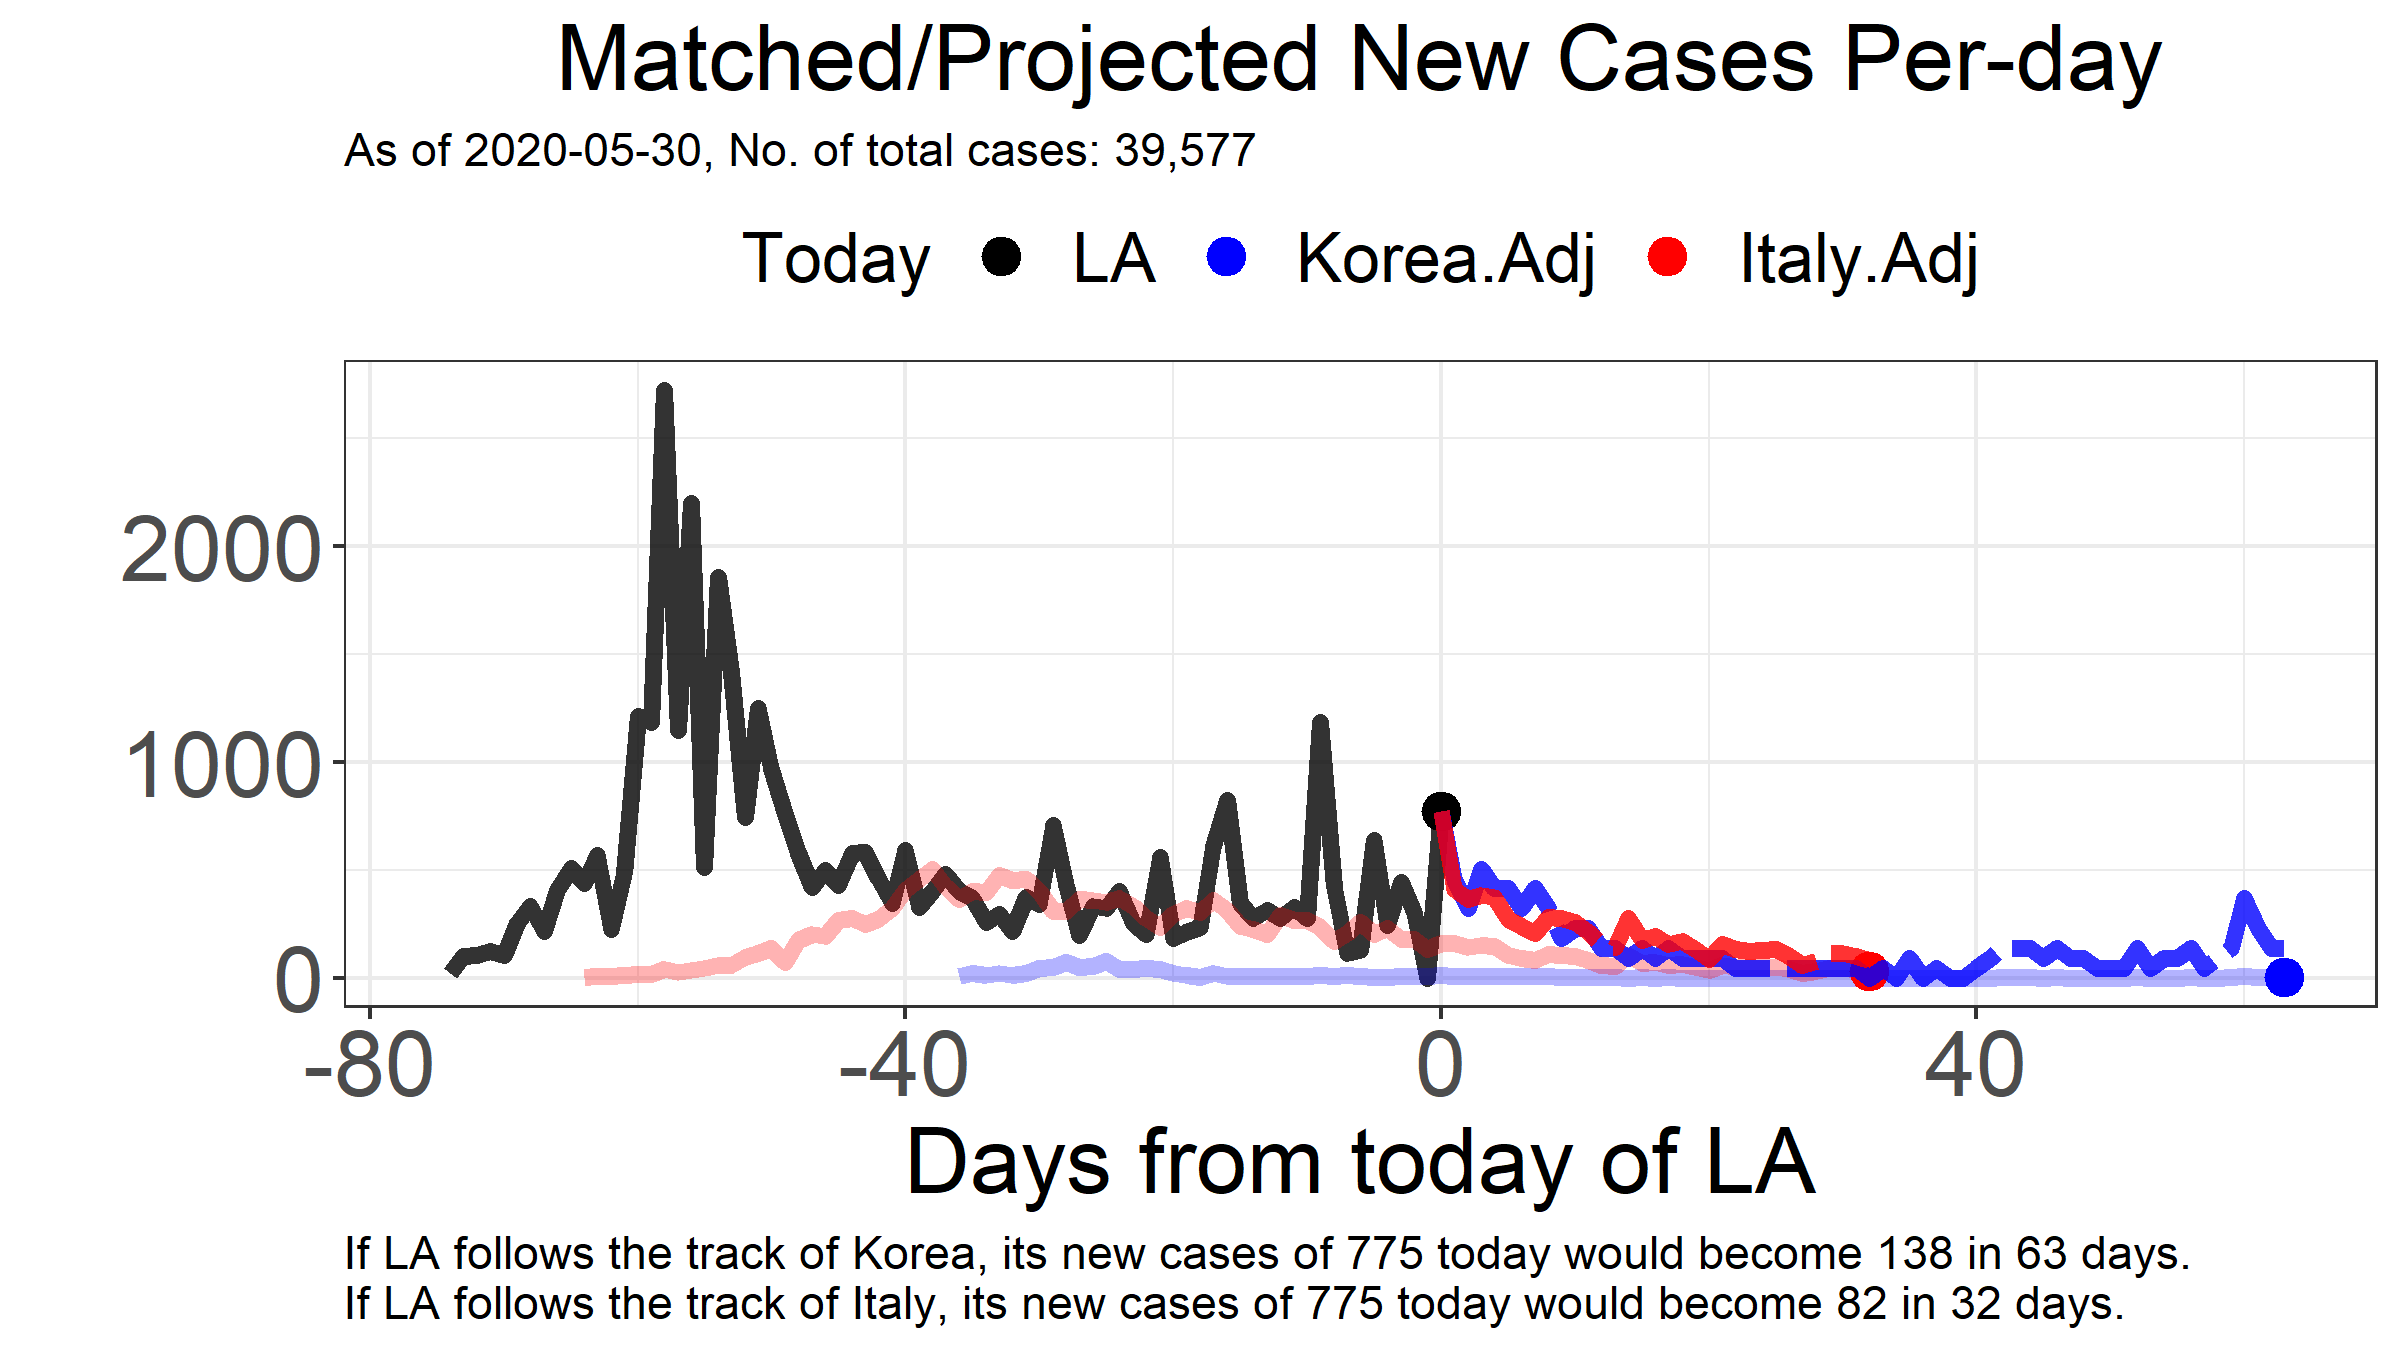 Matched/Projected New Cases Per-day
As of 2020-05-30, No. of total cases: 39,577
Today LA Korea.Adj Italy.Adj
2000
1000
0
-80 -40 0 40
Days from today of LA
If LA follows the track of Korea, its new cases of 775 today would become 138 in 63 days.
If LA follows the track of Italy, its new cases of 775 today would become 82 in 32 days.